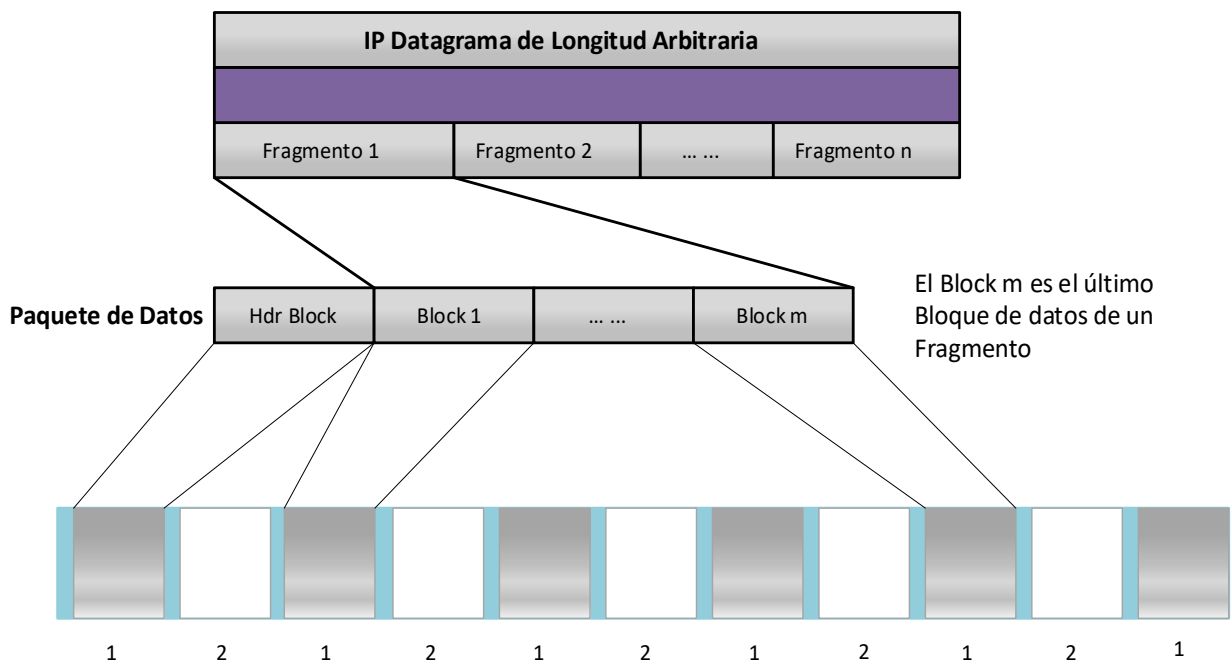 IP Datagrama de Longitud Arbitraria
Fragmento 1 Fragmento 2 ... ... Fragmento n
Paquete de Datos Hdr Block Block 1 ... ... Block m
El Block m es el último
Bloque de datos de un
Fragmento
1 2 1 2 1 2 1 2 1 2 1